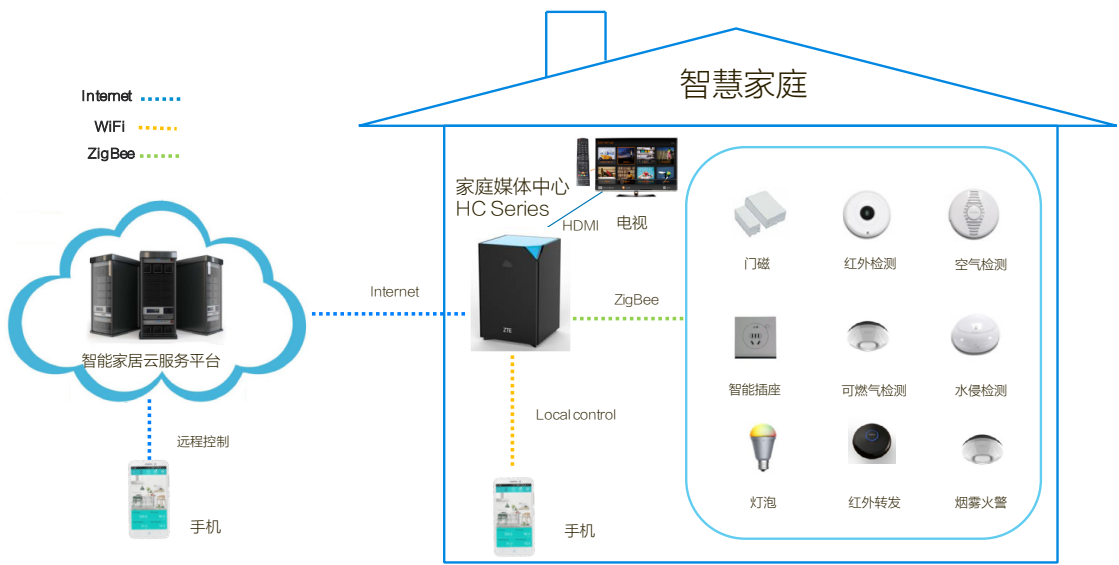 智慧家庭
Internet
WiFi
ZigBee
家庭媒体中心
HC Series
HDMI
电视
门磁
红外检测
空气检测
Internet
ZigBee
ZTE
智能家居云服务平台
智能插座
可燃气检测
水侵检测
Local control
远程控制
灯泡
红外转发
烟雾火警
手机
手机